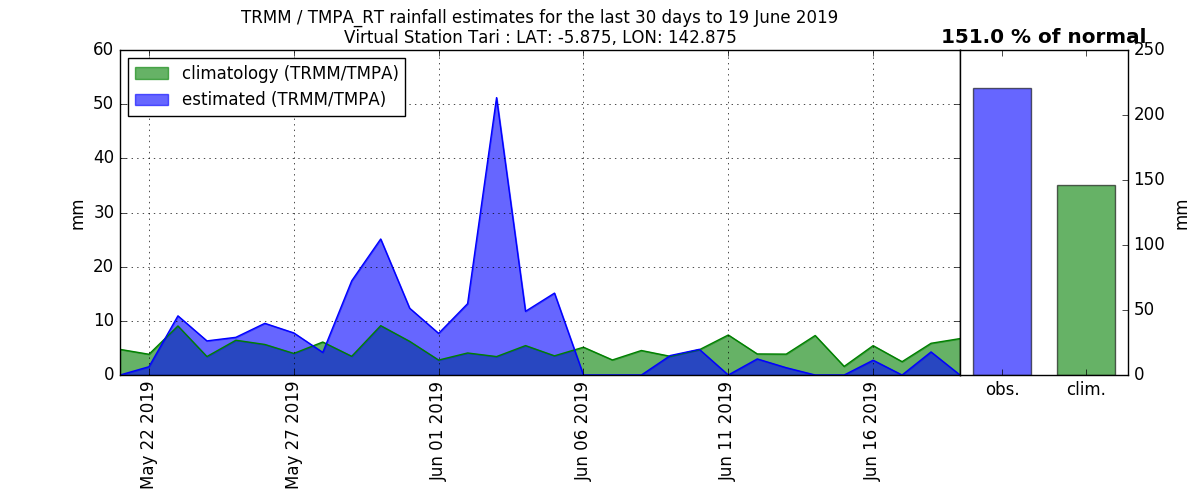 TRMM / TMPA_RT rainfall estimates for the last 30 days to 19 June 2019
Virtual Station Tari : LAT: -5.875, LON: 142.875
151.0 % of normal
climatology (TRMM/TMPA)
estimated (TRMM/TMPA)
60
50
40
30
20
10
0
mm
May 22 2019
May 27 2019
Jun 01 2019
Jun 06 2019
Jun 11 2019
Jun 16 2019
250
200
150
100
50
0
mm
obs.
clim.